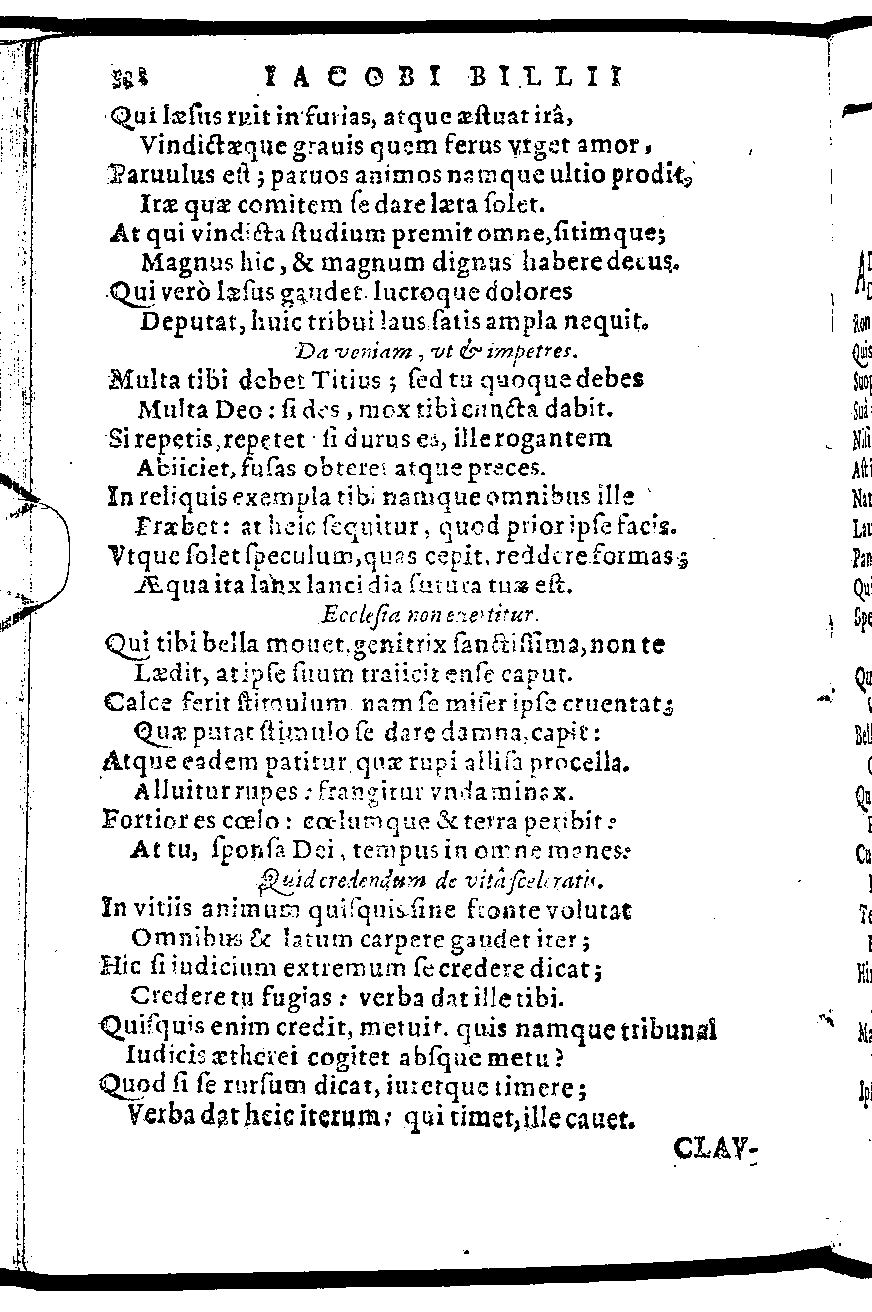 IACOBI BILLII
Qui læſus ruit in furias, atque æſtuat irâ,
Vindictæque grauis quem ferus vrget amor,
Paruulus eſt; paruos animos namque ultio prodit,
Iræ quæ comitem ſe dare læta ſolet.
At qui vindicta ſtudium premit omne, ſitimque;
Magnus hic, & magnum dignus habere decus.
Qui verò læſus gaudet lucroque dolores
Deputat, huic tribui laus ſatis ampla nequit.
Da veniam, vt & impetres.
Multa tibi debet Titius; ſed tu quoque debes
Multa Deo: ſi des, mox tibi cuncta dabit.
Si repetis, repetet ſi durus es, ille rogantem
Abiiciet, fuſas obteret atque preces.
In reliquis exempla tibi namque omnibus ille
Præbet: at heic ſequitur, quod prior ipſe facis.
Vtque ſolet ſpeculum, quas cepit, reddere formas;
Æqua ita lanx lanci dia futura tuæ eſt.
Eccleſia non euertitur.
Qui tibi bella mouet, genitrix ſanctiſſima, non te
Lædit, at ipſe ſuum traiicit enſe caput.
Calce ferit ſtimulum nam ſe miſer ipſe cruentat;
Quæ putat ſtimulo ſe dare damna, capit:
Atque eadem patitur quæ rupi alliſa procella.
Alluitur rupes: frangitur vnda minax.
Fortior es cœlo: cœlumque & terra peribit:
At tu, ſponſa Dei, tempus in omne manes.
Quid credendum de vitâ ſceleratis.
In vitiis animum quiſquis ſine fronte volutat
Omnibus & latum carpere gaudet iter;
Hic ſi iudicium extremum ſe credere dicat;
Credere tu fugias: verba dat ille tibi.
Quiſquis enim credit, metuit. quis namque tribunal
Iudicis ætherei cogitet abſque metu?
Quod ſi ſe rurſum dicat, iuretque timere;
Verba dat heic iterum: qui timet, ille cauet.
CLAV-